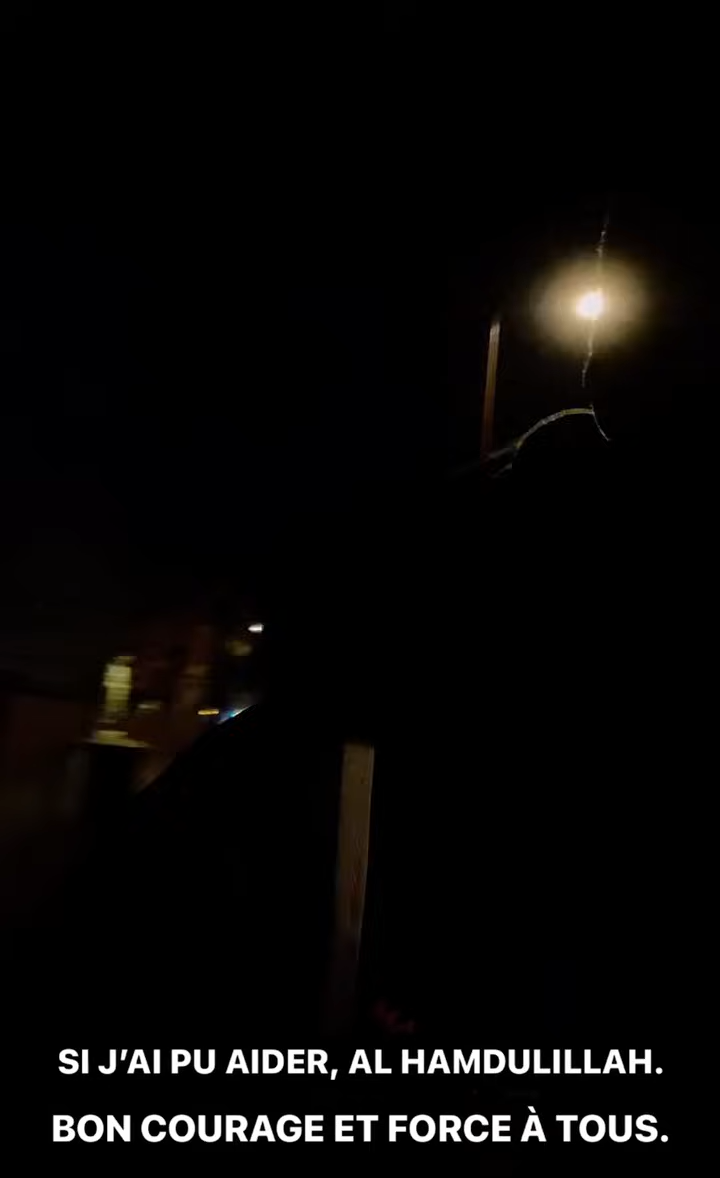 SI J’AI PU AIDER, AL HAMDULILLAH.
BON COURAGE ET FORCE À TOUS.